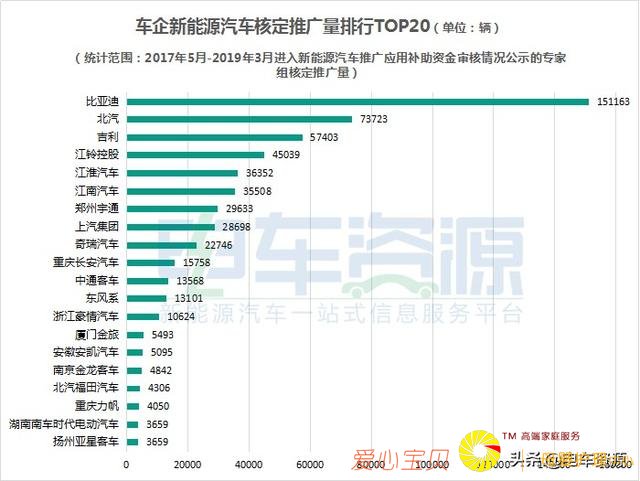 车企新能源汽车核定推广量排行TOP20（单位：辆）
（统计范围：2017年5月-2019年3月进入新能源汽车推广应用补助资金审核情况公示的专家
组核定推广量）
比亚迪 151163
北汽 73723
吉利 57403
江铃控股 45039
江淮汽车 36352
江南汽车 35508
郑州宇通 29633
上汽集团 28698
奇瑞汽车 22746
重庆长安汽车 15758
中通客车 13568
东风系 13101
浙江豪情汽车 10624
厦门金旅 5493
安徽安凯汽车 5095
南京金龙客车 4842
北汽福田汽车 4306
重庆力帆 4050
湖南南车时代电动汽车 3659
扬州亚星客车 3659
0 20000 40000 60000 80000
电车资源
新能源汽车一站式信息服务平台
爱心宝贝
TM 高端家庭服务
头条@电车资源